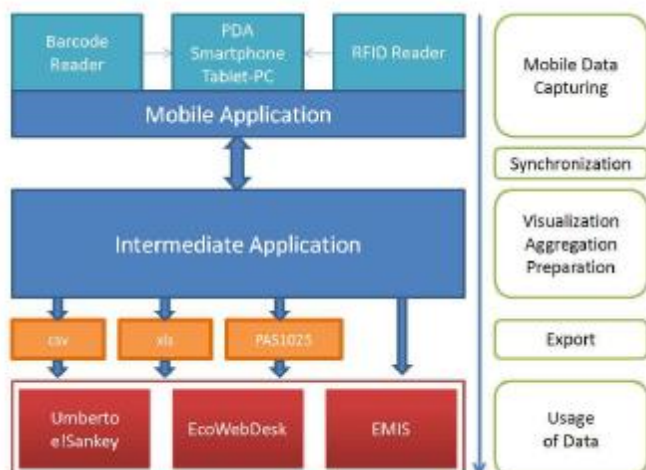 Barcode
Reader
PDA
Smartphone
Tablet-PC
RFID Reader
Mobile Application
Mobile Data
Capturing
Synchronization
Intermediate Application
Visualization
Aggregation
Preparation
csv
xls
PAS1025
Export
Umberto
e!Sankey
EcoWebDesk
EMIS
Usage
of Data